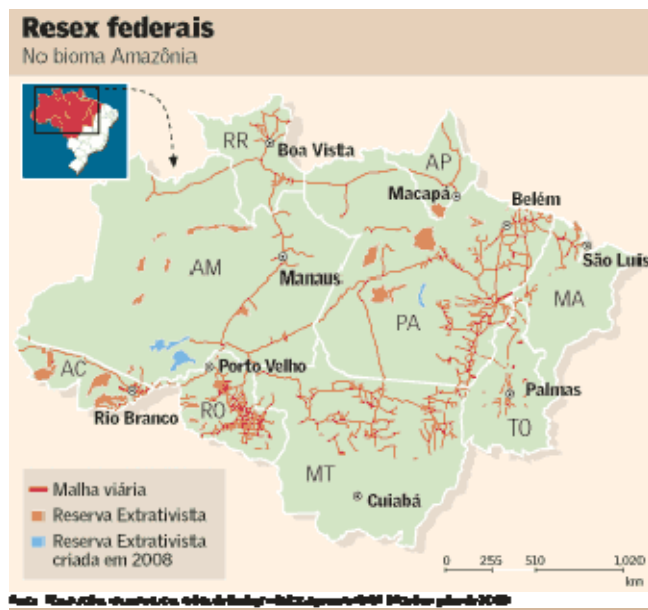 Resex federais
No bioma Amazônia
RR
Boa Vista
AP
Macapá
Belém
São Luis
AM
Manaus
PA
MA
AC
Porto Velho
Rio Branco
RO
Palmas
TO
MT
Cuiabá
Malha viária
Reserva Extrativista
Reserva Extrativista
criada em 2008
0 255 510 1,020
km